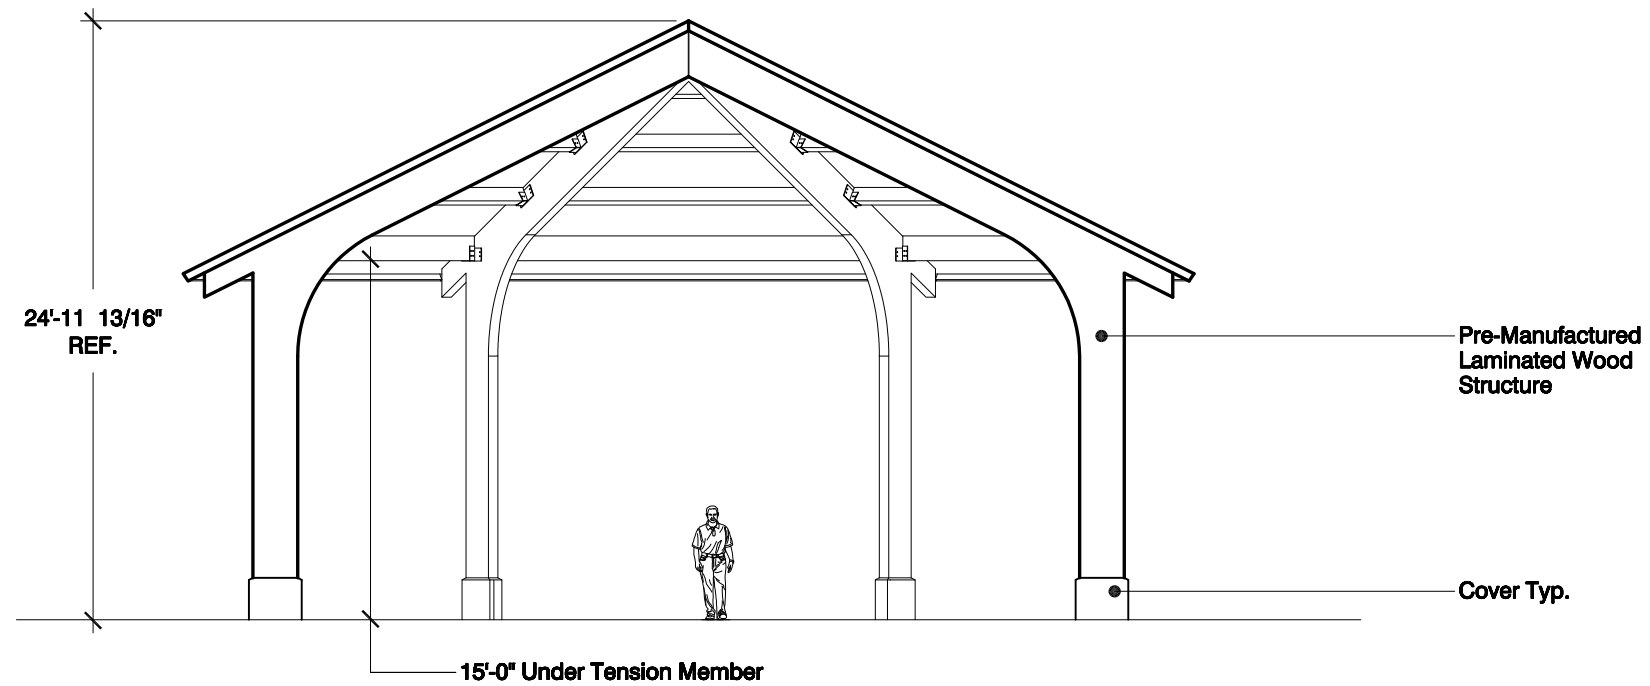 24'-11 13/16"
REF.
Pre-Manufactured
Laminated Wood
Structure
Cover Typ.
15'-0" Under Tension Member